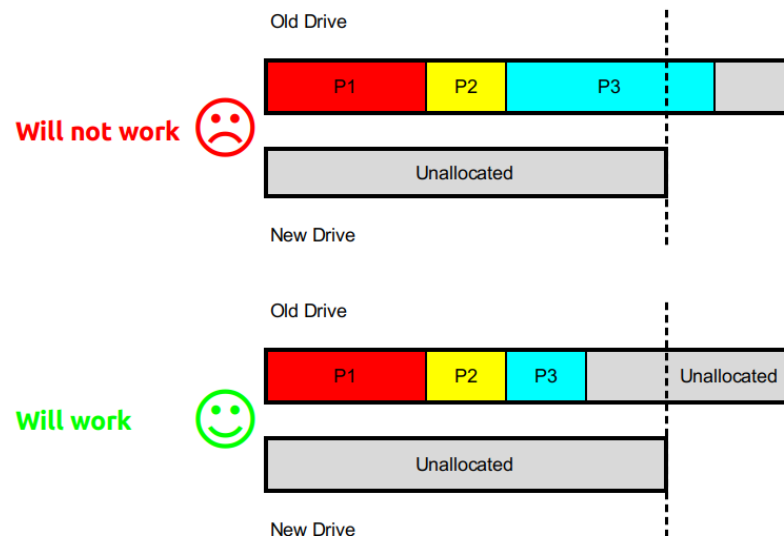 Old Drive
P1 P2 P3
Will not work
Unallocated
New Drive
Old Drive
P1 P2 P3 Unallocated
Will work
Unallocated
New Drive